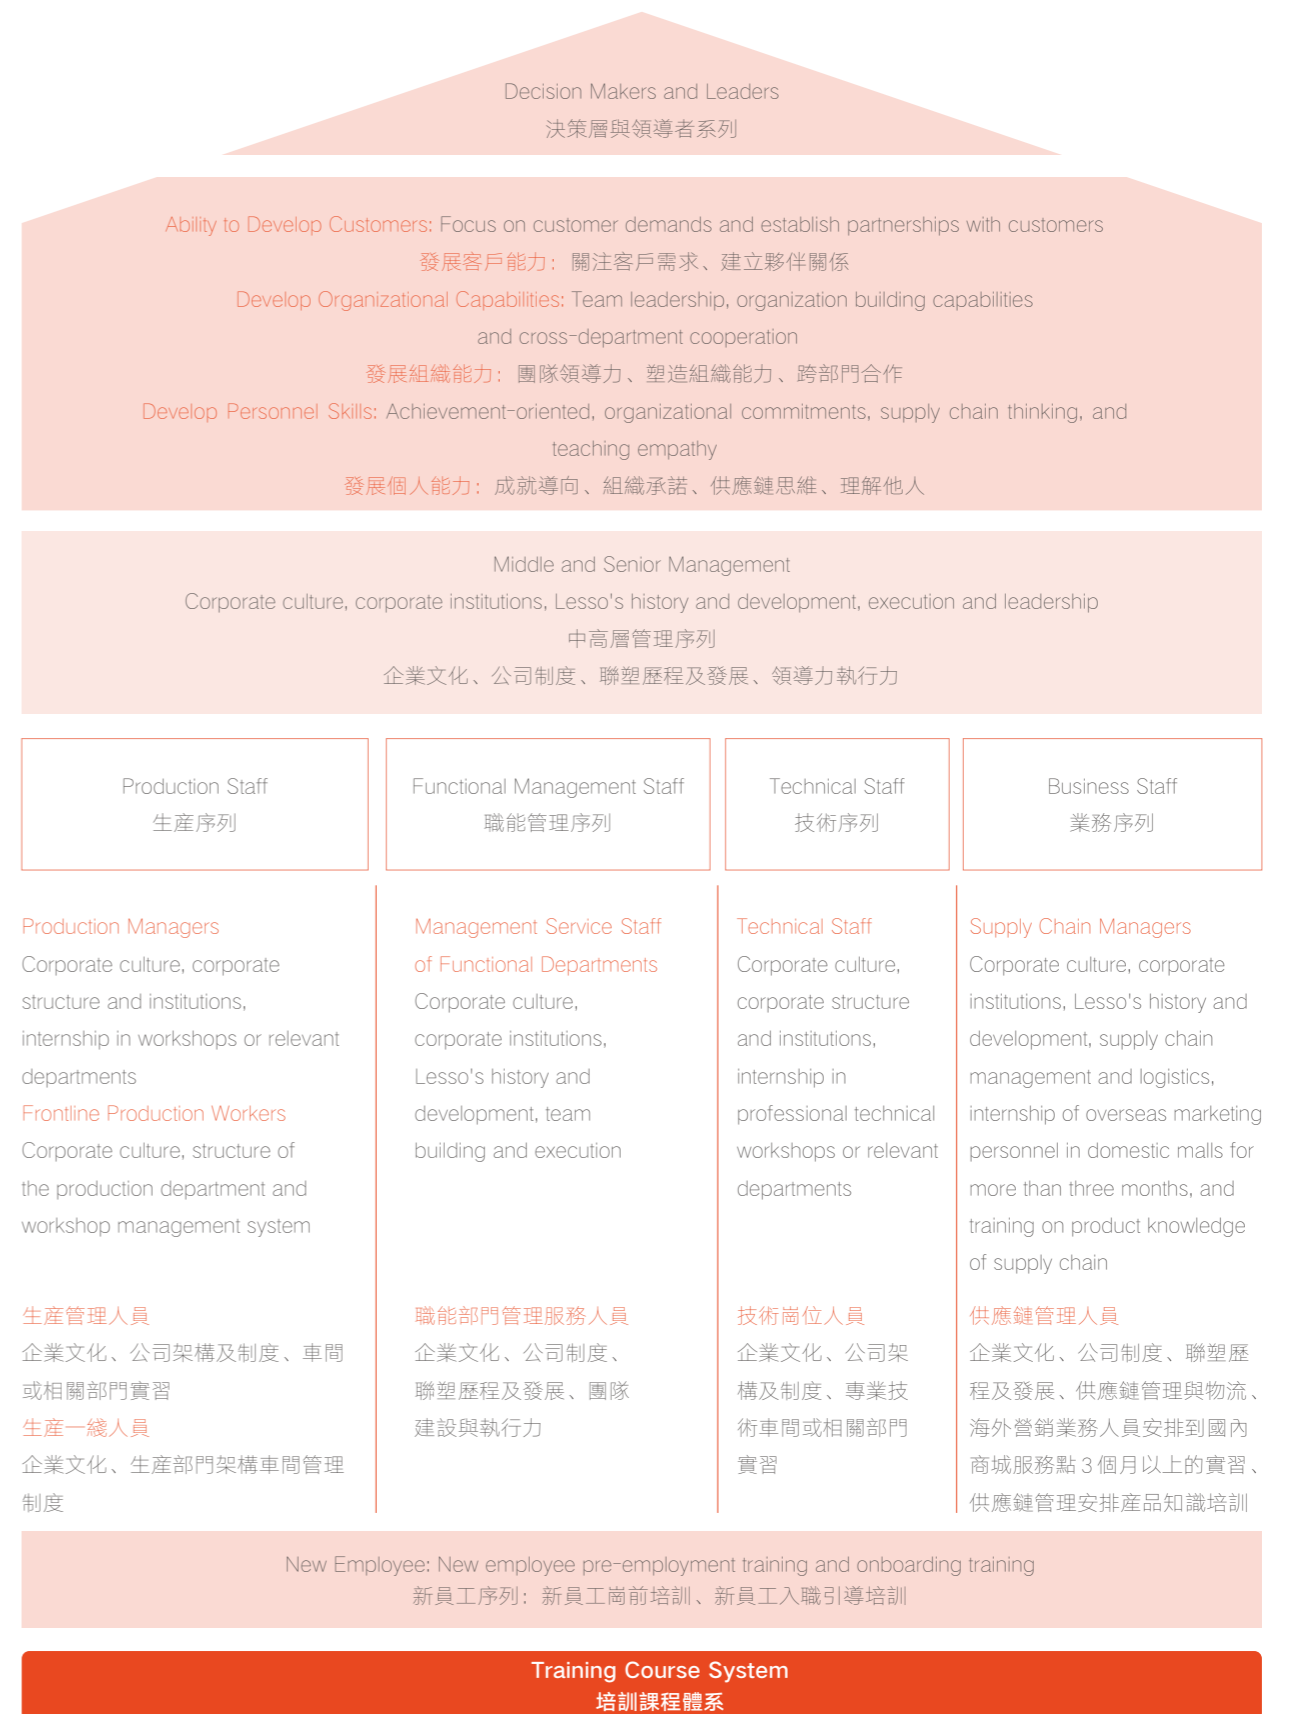 Decision Makers and Leaders
決策層與領導者系列
Ability to Develop Customers: Focus on customer demands and establish partnerships with customers
發展客戶能力：關注客戶需求、建立夥伴關係
Develop Organizational Capabilities: Team leadership, organization building capabilities
and cross-department cooperation
發展組織能力：團隊領導力、塑造組織能力、跨部門合作
Develop Personnel Skills: Achievement-oriented, organizational commitments, supply chain thinking, and
teaching empathy
發展個人能力：成就導向、組織承諾、供應鏈思維、理解他人
Middle and Senior Management
Corporate culture, corporate institutions, Lesso's history and development, execution and leadership
中高層管理序列
企業文化、公司制度、聯塑歷程及發展、領導力執行力
Production Staff
生産序列
Functional Management Staff
職能管理序列
Technical Staff
技術序列
Business Staff
業務序列
Production Managers
Corporate culture, corporate
structure and institutions,
internship in workshops or relevant
departments
Frontline Production Workers
Corporate culture, structure of
the production department and
workshop management system
生産管理人員
企業文化、公司架構及制度、車間
或相關部門實習
生産一綫人員
企業文化、生産部門架構車間管理
制度
Management Service Staff
of Functional Departments
Corporate culture,
corporate institutions,
Lesso's history and
development, team
building and execution
職能部門管理服務人員
企業文化、公司制度、
聯塑歷程及發展、團隊
建設與執行力
Technical Staff
Corporate culture,
corporate structure
and institutions,
internship in
professional technical
workshops or relevant
departments
技術崗位人員
企業文化、公司架
構及制度、專業技
術車間或相關部門
實習
Supply Chain Managers
Corporate culture, corporate
institutions, Lesso's history and
development, supply chain
management and logistics,
internship of overseas marketing
personnel in domestic malls for
more than three months, and
training on product knowledge
of supply chain
供應鏈管理人員
企業文化、公司制度、聯塑歷
程及發展、供應鏈管理與物流、
海外營銷業務人員安排到國內
商城服務點3個月以上的實習、
供應鏈管理安排産品知識培訓
New Employee: New employee pre-employment training and onboarding training
新員工序列：新員工崗前培訓、新員工入職引導培訓
Training Course System
培訓課程體系